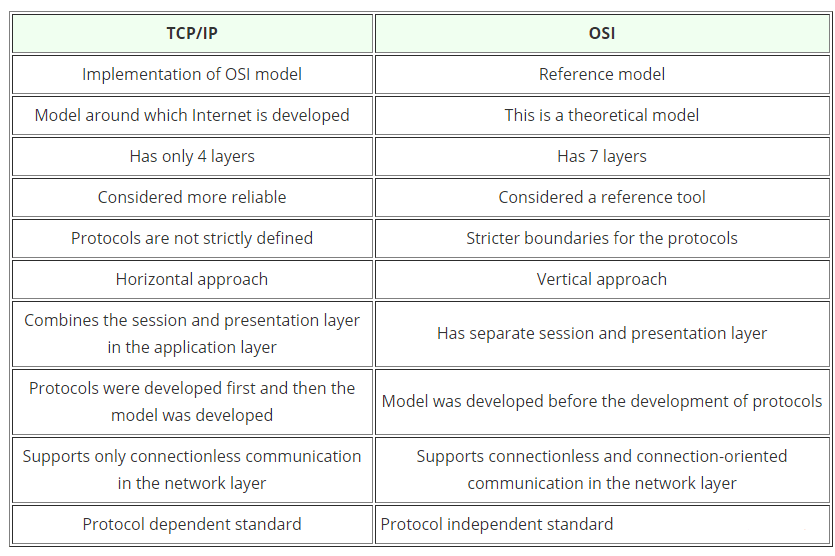 TCP/IP OSI
Implementation of OSI model Reference model
Model around which Internet is developed This is a theoretical model
Has only 4 layers Has 7 layers
Considered more reliable Considered a reference tool
Protocols are not strictly defined Stricter boundaries for the protocols
Horizontal approach Vertical approach
Combines the session and presentation layer
in the application layer
Has separate session and presentation layer
Protocols were developed first and then the
model was developed
Model was developed before the development of protocols
Supports only connectionless communication
in the network layer
Supports connectionless and connection-oriented
communication in the network layer
Protocol dependent standard Protocol independent standard